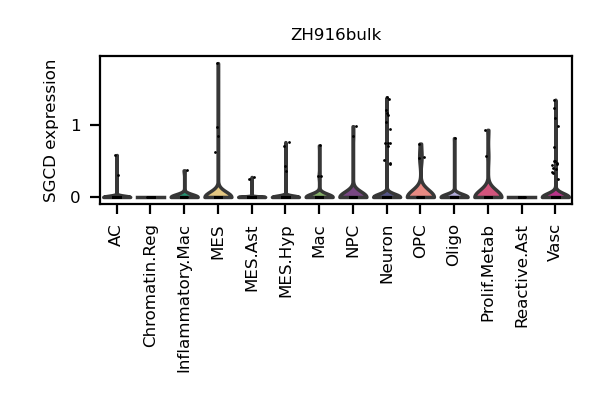 ZH916bulk
SGCD expression
1
0
AC
Chromatin.Reg
Inflammatory.Mac
MES
MES.Ast
MES.Hyp
Mac
NPC
Neuron
OPC
Oligo
Prolif.Metab
Reactive.Ast
Vasc